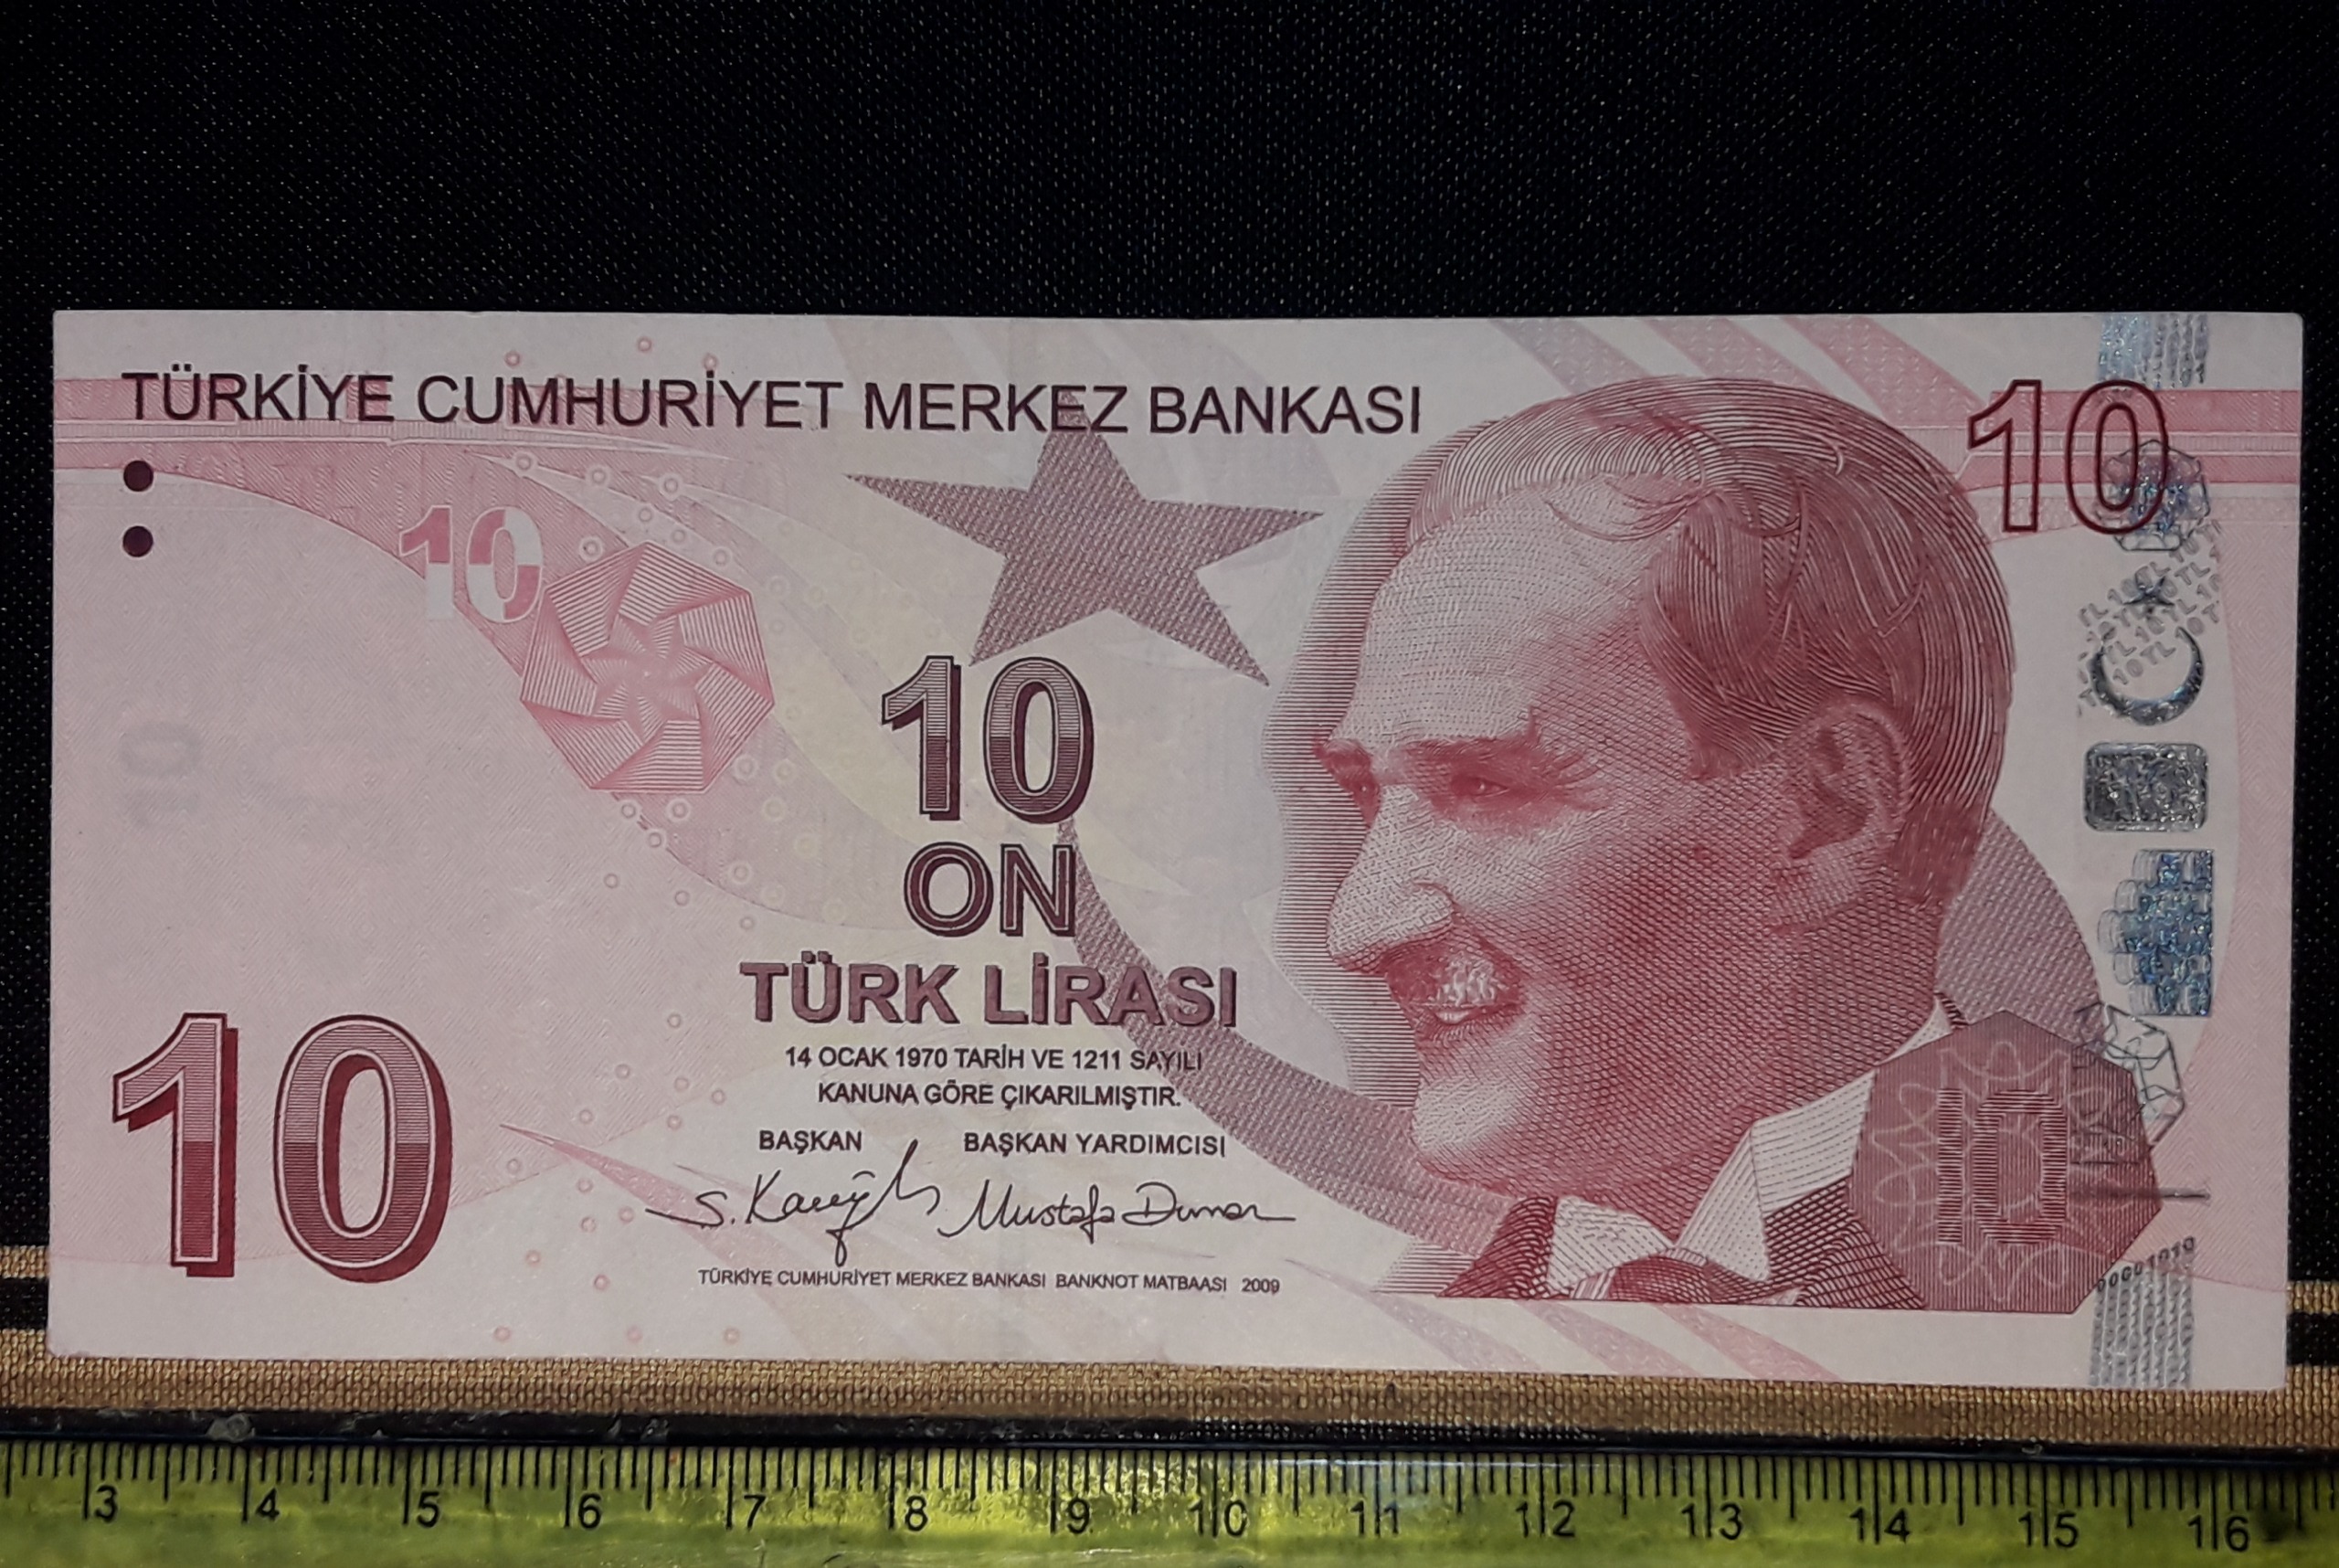 TÜRKİYE CUMHURİYET MERKEZ BANKASI
10
10
10
ON
TÜRK LİRASI
14 OCAK 1970 TARİH VE 1211 SAYILI
KANUNA GÖRE ÇIKARILMIŞTIR.
BAŞKAN BAŞKAN YARDIMCISI
Mustafa
10
10
TÜRKİYE CUMHURİYET MERKEZ BANKASI BANKNOT MATBAASI 2009
3 4 5 6 7 8 9 10 11 12 13 14 15 16